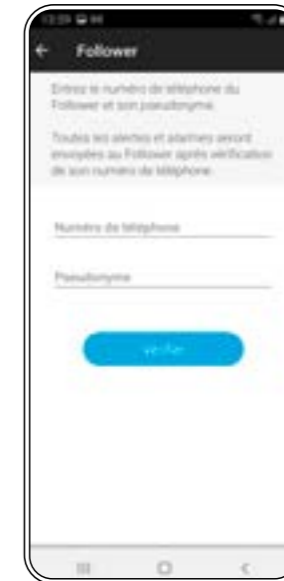 Follower
Entrez le numéro de téléphone du
Follower et son pseudonyme.
Toutes les alertes et alarmes seront
envoyées au Follower après vérification
de son numéro de téléphone.
Numéro de téléphone
Pseudonyme
Vérifier